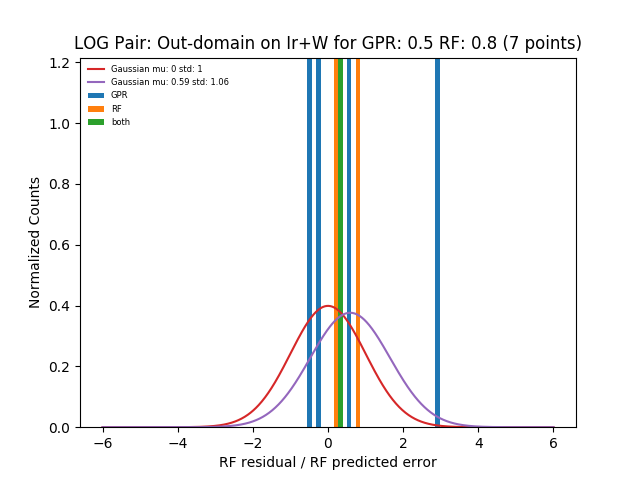 LOG Pair: Out-domain on Ir+W for GPR: 0.5 RF: 0.8 (7 points)
Gaussian mu: 0 std: 1
Gaussian mu: 0.59 std: 1.06
GPR
RF
both
1.2
1.0
0.8
0.6
0.4
0.2
0.0
Normalized Counts
−6
−4
−2
0
2
4
6
RF residual / RF predicted error